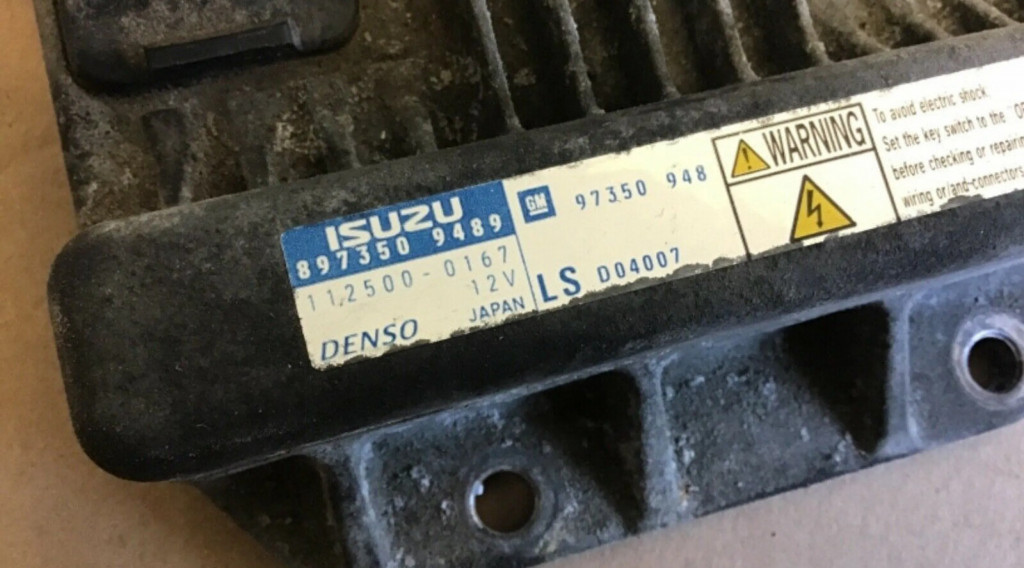 ISUZU
897350 9489
112500-0167
12V
DENSO JAPAN
GM 97350 948
LS D04007
WARNING
To avoid electric shock
Set the key switch to the
before checking or repairin
wiring or/and connectors